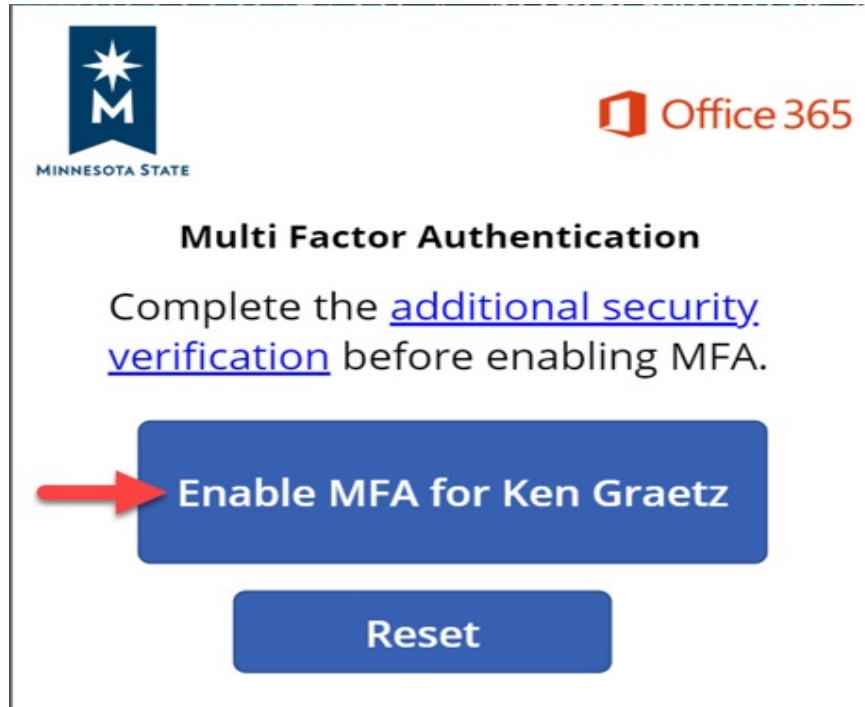 M
MINNESOTA STATE
Office 365
Multi Factor Authentication
Complete the additional security
verification before enabling MFA.
Enable MFA for Ken Graetz
Reset